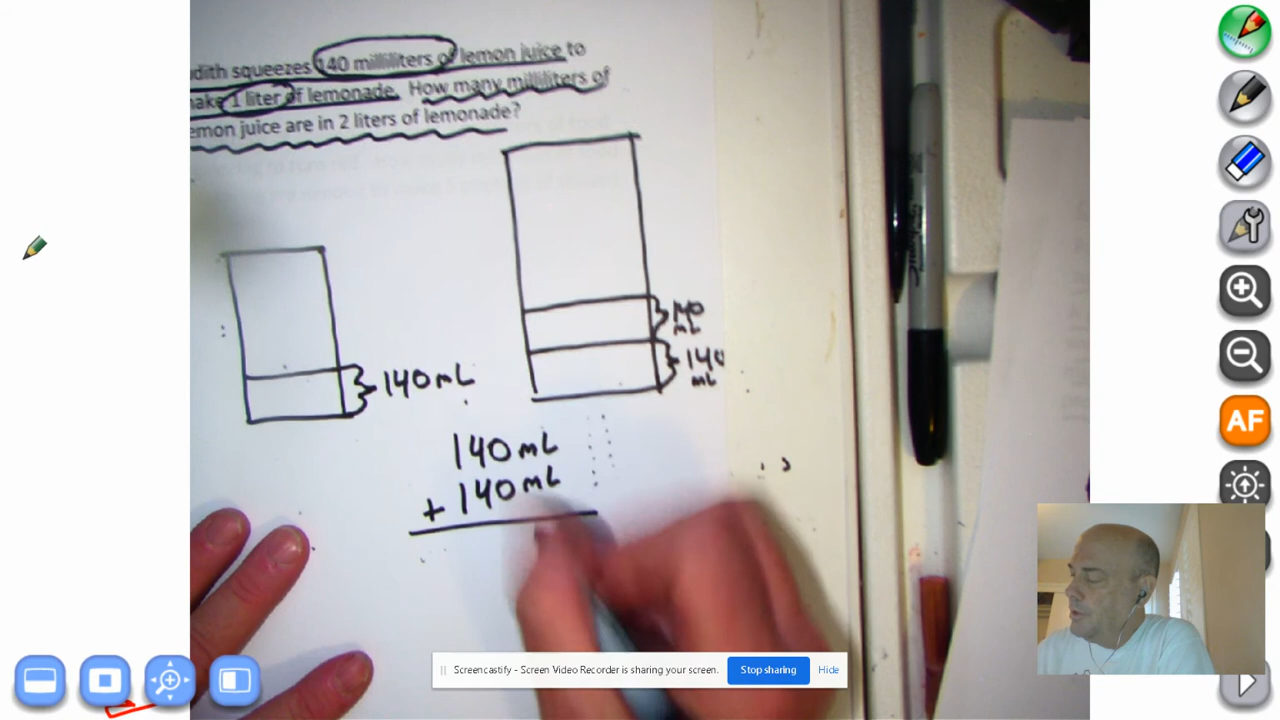 dith squeezes 140 milliliters of lemon juice to
ake 1 liter of lemonade. How many milliliters of
emon juice are in 2 liters of lemonade?
140 mL
140
mL
140
mL
140 mL
+ 140 mL
AF
Screencastify - Screen Video Recorder is sharing your screen.
Stop sharing
Hide